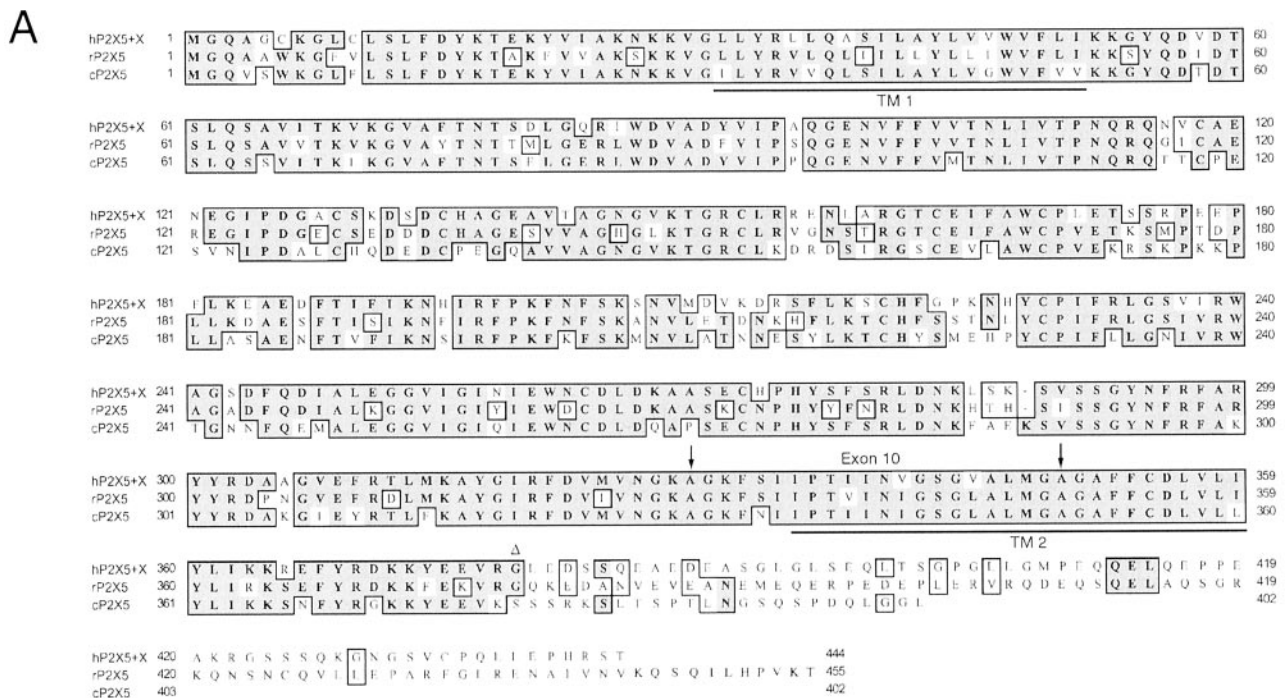 A
hP2X5+X 1 M G Q A G C K G L C L S L F D Y K T E K Y V I A K N K K V G L L Y R L L Q A S I L A Y L V V W V F L I K K G Y Q D V D T 60
rP2X5 1 M G Q A A W K G F V L S L F D Y K T A K F V V A K S K K V G L L Y R V L Q L I I L L Y L L I W V F L I K K S Y Q D I D T 60
cP2X5 1 M G Q V S W K G L F L S L F D Y K T E K Y V I A K N K K V G I L Y R V V Q L S I L A Y L V G W V F V V K K G Y Q D T D T 60
TM 1
hP2X5+X 61 S L Q S A V I T K V K G V A F T N T S D L G Q R I W D V A D Y V I P A Q G E N V F F V V T N L I V T P N Q R Q N V C A E 120
rP2X5 61 S L Q S A V V T K V K G V A Y T N T T M L G E R L W D V A D F V I P S Q G E N V F F V V T N L I V T P N Q R Q G I C A E 120
cP2X5 61 S L Q S S V I T K I K G V A F T N T S F L G E R L W D V A D Y V I P P Q G E N V F F V M T N L I V T P N Q R Q T T C P E 120
hP2X5+X 121 N E G I P D G A C S K D S D C H A G E A V T A G N G V K T G R C L R R E N L A R G T C E I F A W C P L E T S S R P E E P 180
rP2X5 121 R E G I P D G E C S E D D D C H A G E S V V A G H G L K T G R C L R V G N S T R G T C E I F A W C P V E T K S M P T D P 180
cP2X5 121 S V N I P D A L C H Q D E D C P E G Q A V V A G N G V K T G R C L K D R D S I R G S C E V L A W C P V E K R S K P K K P 180
hP2X5+X 181 F L K E A E D F T I F I K N H I R F P K F N F S K S N V M D V K D R S F L K S C H F G P K N H Y C P I F R L G S V I R W 240
rP2X5 181 L L K D A E S F T I S I K N F I R F P K F N F S K A N V L E T D N K H F L K T C H F S S T N I Y C P I F R L G S I V R W 240
cP2X5 181 L L A S A E N F T V F I K N S I R F P K F K F S K M N V L A T N N E S Y L K T C H Y S M E H P Y C P I F L L G N I V R W 240
hP2X5+X 241 A G S D F Q D I A L E G G V I G I N I E W N C D L D K A A S E C H P H Y S F S R L D N K L S K - S V S S G Y N F R F A R 299
rP2X5 241 A G A D F Q D I A L K G G V I G I Y I E W D C D L D K A A S K C N P H Y Y F N R L D N K H T H - S I S S G Y N F R F A R 299
cP2X5 241 T G N N F Q E M A L E G G V I G I Q I E W N C D L D Q A P S E C N P H Y S F S R L D N K F A E K S V S S G Y N F R F A K 300
Exon 10
hP2X5+X 300 Y Y R D A A G V E F R T L M K A Y G I R F D V M V N G K A G K F S I I P T I I N V G S G V A L M G A G A F F C D L V L I 359
rP2X5 300 Y Y R D P N G V E F R D L M K A Y G I R F D V I V N G K A G K F S I I P T V I N I G S G L A L M G A G A F F C D L V L I 359
cP2X5 301 Y Y R D A K G I E Y R T L F K A Y G I R F D V M V N G K A G K F N I I P T I I N I G S G L A L M G A G A F F C D L V L L 360
TM 2
Δ
hP2X5+X 360 Y L I K K R E F Y R D K K Y E E V R G L E D S S Q E A E D E A S G L G L S E Q L T S G P G L L G M P E Q Q E L Q E P P E 419
rP2X5 360 Y L I R K S E F Y R D K K F E K V R G Q K E D A N V E V E A N E M E Q E R P E D E P L E R V R Q D E Q S Q E L A Q S G R 419
cP2X5 361 Y L I K K S N F Y R G K K Y E E V K S S S R K S L T S P T L N G S Q S P D Q L G G L 402
hP2X5+X 420 A K R G S S S Q K G N G S V C P Q L L E P H R S T 444
rP2X5 420 K Q N S N C Q V L L E P A R F G I R E N A I V N V K Q S Q I L H P V K T 455
cP2X5 403 402